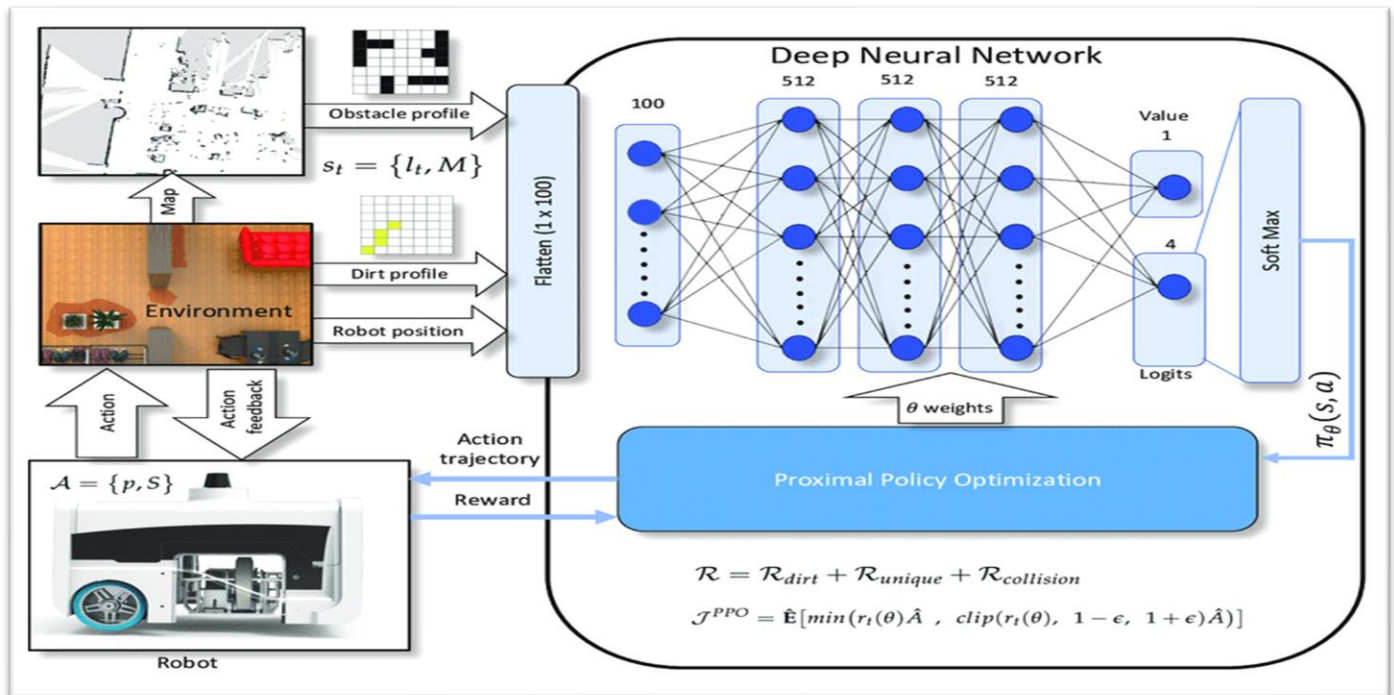 Deep Neural Network
Obstacle profile
s_t = {l_t, M}
Map
Environment
Dirt profile
Robot position
Flatten (1 x 100)
100
512
512
512
Value
1
4
Logits
Soft Max
π_θ(s,a)
θ weights
Proximal Policy Optimization
Action
Action
feedback
Action
trajectory
Reward
𝒜 = {p, S}
Robot
ℛ = ℛ_dirt + ℛ_unique + ℛ_collision
𝒥^PPO = Ê[min(r_t(θ)Â , clip(r_t(θ), 1 − ϵ, 1 + ϵ)Â)]